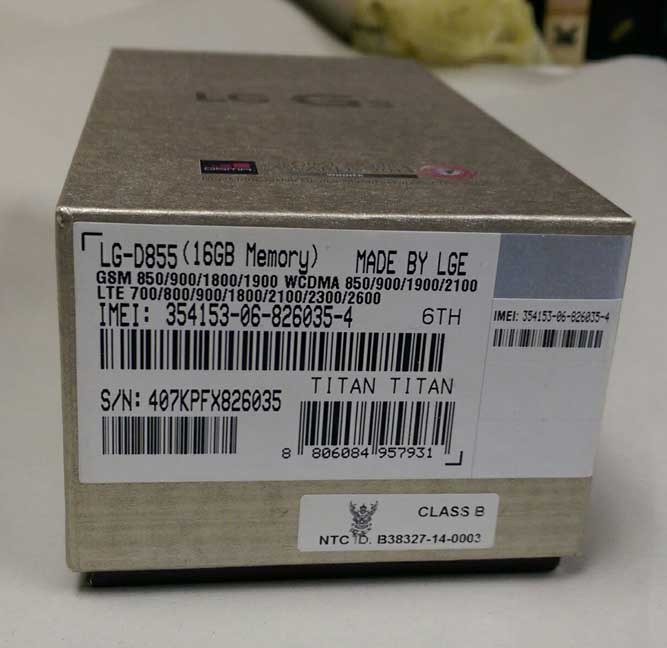 LG G3
LG-D855 (16GB Memory) MADE BY LGE
GSM 850/900/1800/1900 WCDMA 850/900/1900/2100
LTE 700/800/900/1800/2100/2300/2600
IMEI: 354153-06-826035-4 6TH
IMEI: 354153-06-826035-4
TITAN TITAN
S/N: 407KPFX826035
8 806084 957931
CLASS B
NTC ID. B38327-14-0003